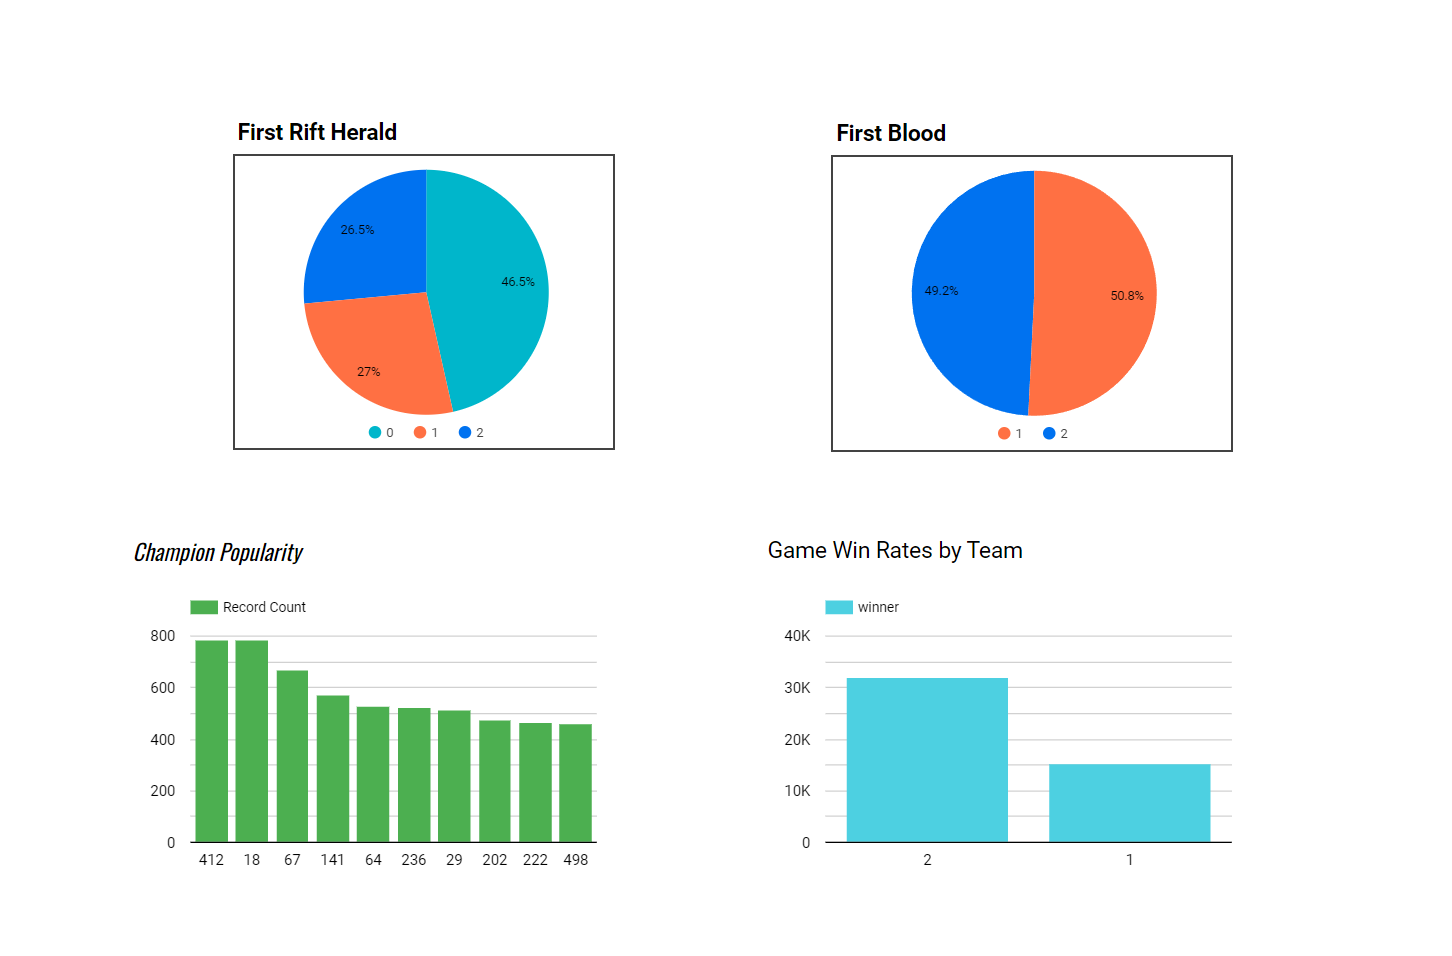 First Rift Herald
26.5%
46.5%
27%
0 1 2
First Blood
49.2%
50.8%
1 2
Champion Popularity
Record Count
800
600
400
200
0
412 18 67 141 64 236 29 202 222 498
Game Win Rates by Team
winner
40K
30K
20K
10K
0
2 1